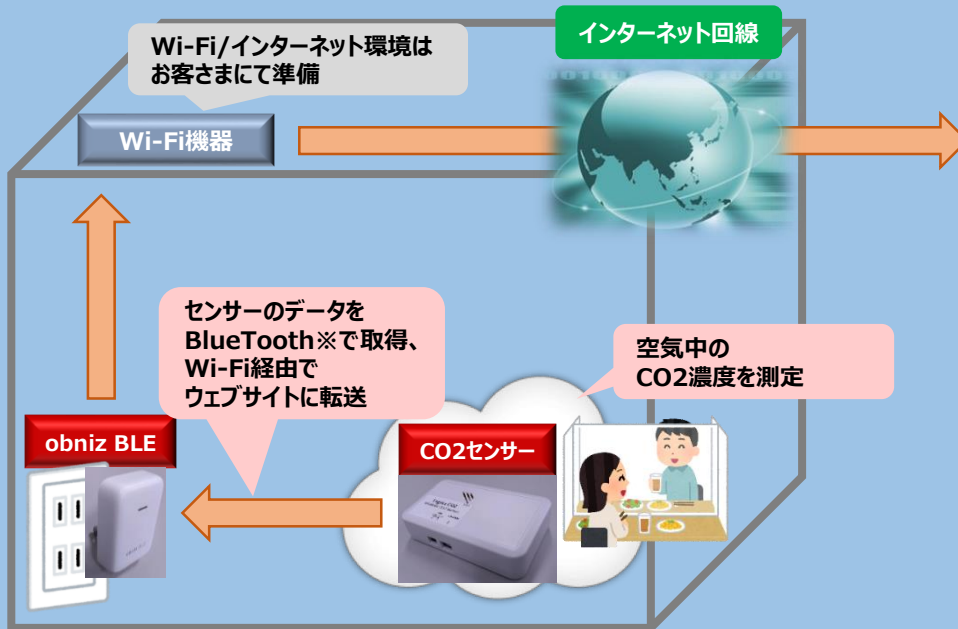 Wi-Fi/インターネット環境は
お客さまにて準備
インターネット回線
Wi-Fi機器
センサーのデータを
BlueTooth※で取得、
Wi-Fi経由で
ウェブサイトに転送
空気中の
CO2濃度を測定
obniz BLE
CO2センサー